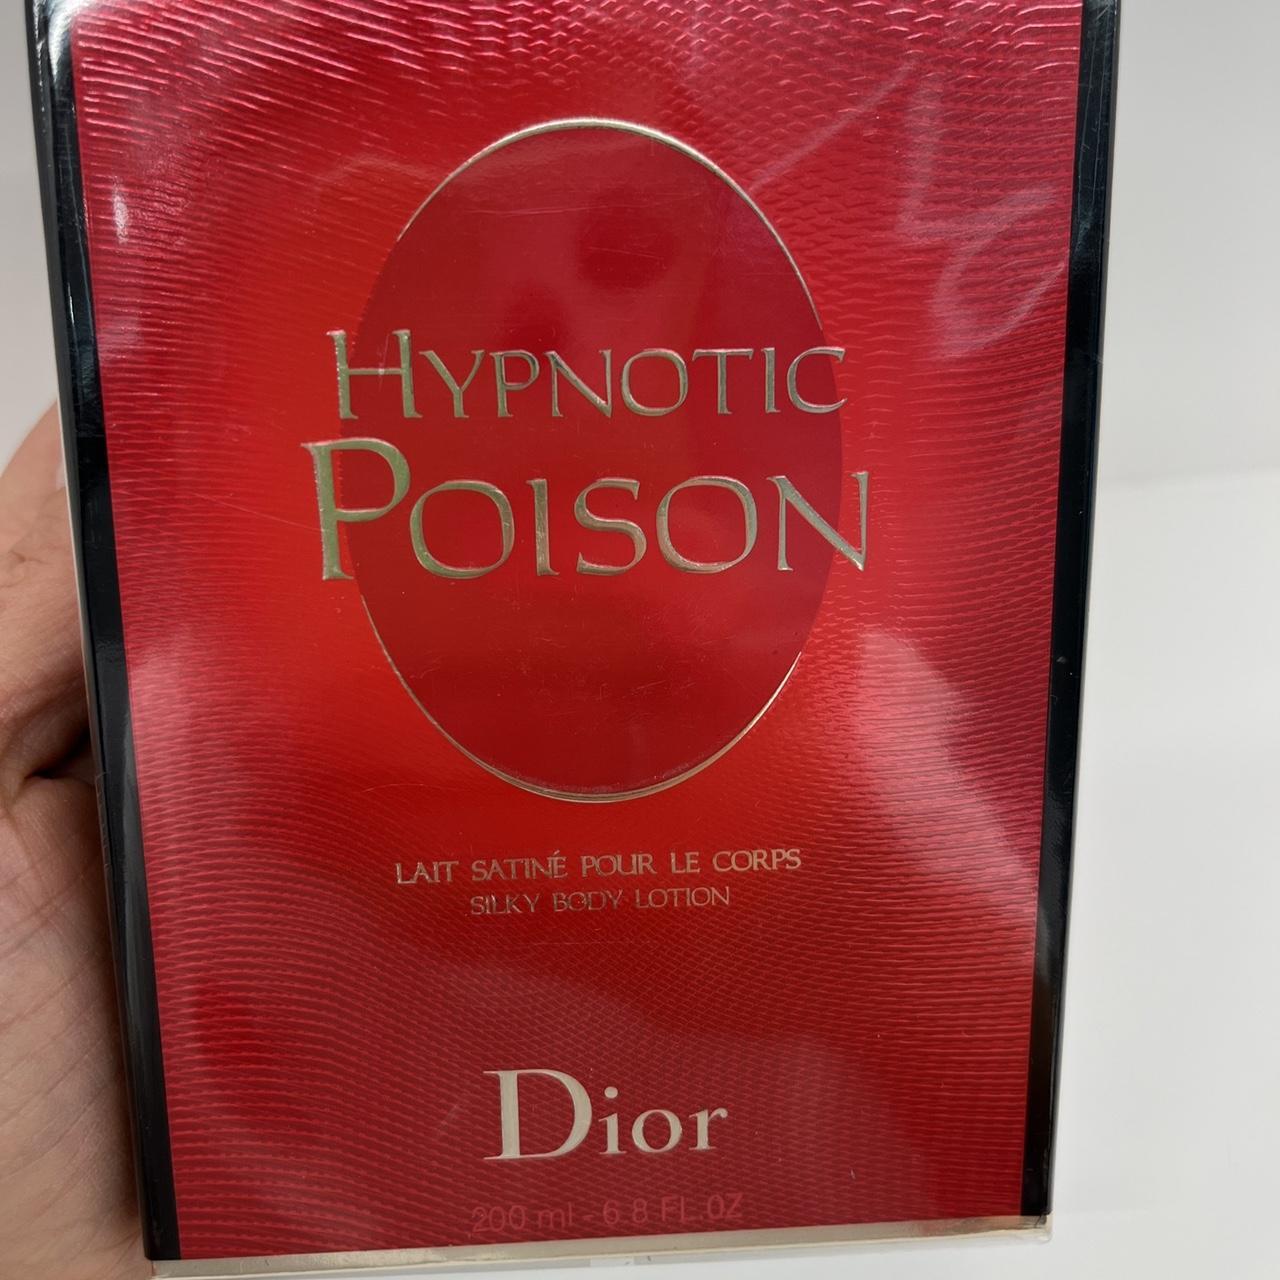 HYPNOTIC
POISON
LAIT SATINÉ POUR LE CORPS
SILKY BODY LOTION
Dior
200 ml - 6 8 FL.OZ